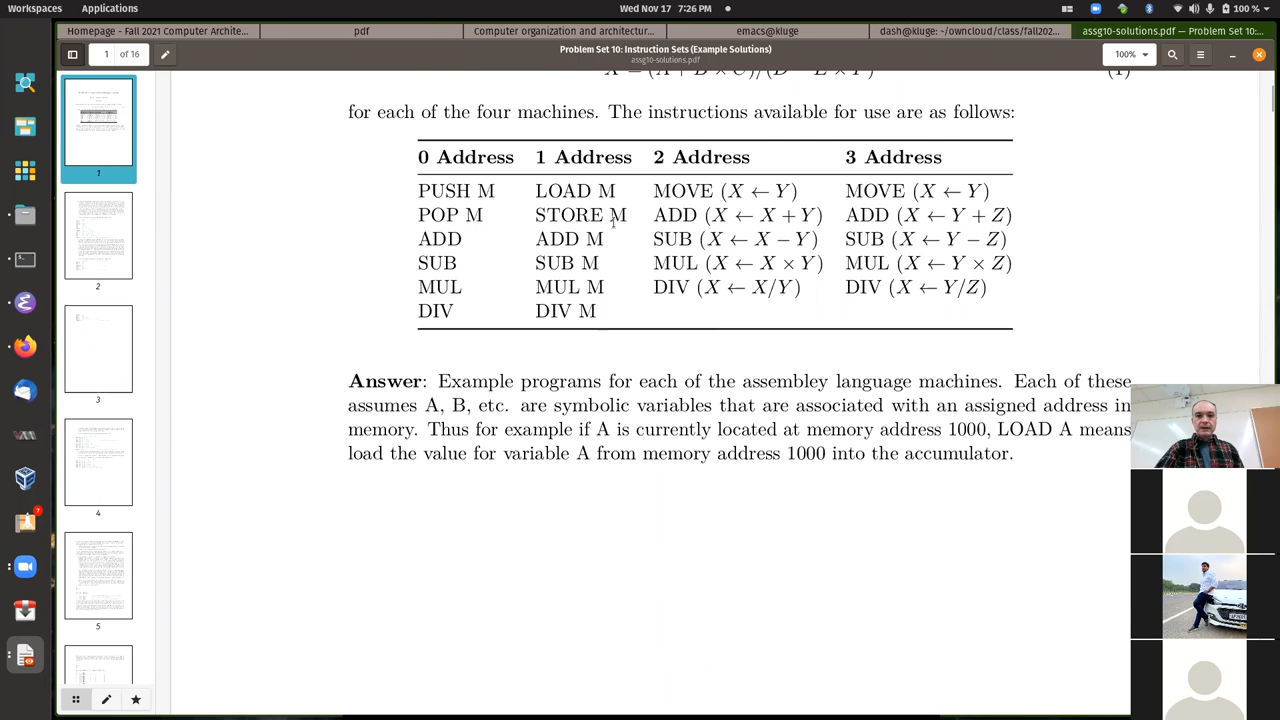 Workspaces Applications Wed Nov 17 7:26 PM 100 %
Homepage - Fall 2021 Computer Archite... pdf Computer organization and architectur... emacs@kluge dash@kluge: ~/owncloud/class/fall202... assg10-solutions.pdf — Problem Set 10:...
1 of 16 Problem Set 10: Instruction Sets (Example Solutions) 100%
assg10-solutions.pdf
for each of the four machines. The instructions available for use are as follows:
0 Address 1 Address 2 Address 3 Address
PUSH M LOAD M MOVE (X ← Y) MOVE (X ← Y)
POP M STORE M ADD (X ← X + Y) ADD (X ← Y + Z)
ADD ADD M SUB (X ← X − Y) SUB (X ← Y − Z)
SUB SUB M MUL (X ← X × Y) MUL (X ← Y × Z)
MUL MUL M DIV (X ← X/Y) DIV (X ← Y/Z)
DIV DIV M
Answer: Example programs for each of the assembley language machines. Each of these
assumes A, B, etc. are symbolic variables that are associated with an assigned address in
memory. Thus for example if A is currently located at memory address 1000, LOAD A means
load the value for variable A from memory address 1000 into the accumulator.
1
2
3
4
5
7